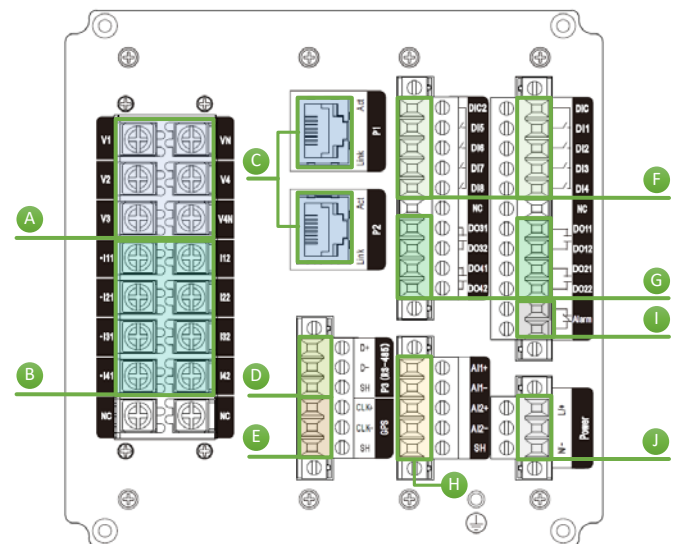 V1 VN
V2 V4
V3 V4N
·I11 I12
·I21 I22
·I31 I32
·I41 I42
NC NC
A
B
C
Act
Link
P1
Act
Link
P2
DIC2
DI5
DI6
DI7
DI8
NC
DO31
DO32
DO41
DO42
DIC
DI1
DI2
DI3
DI4
NC
DO11
DO12
DO21
DO22
Alarm
F
G
I
D
E
D+
D-
SH
P3 (RS-485)
CLK+
CLK-
SH
GPS
AI1+
AI1-
AI2+
AI2-
SH
H
L/+
N/-
Power
J